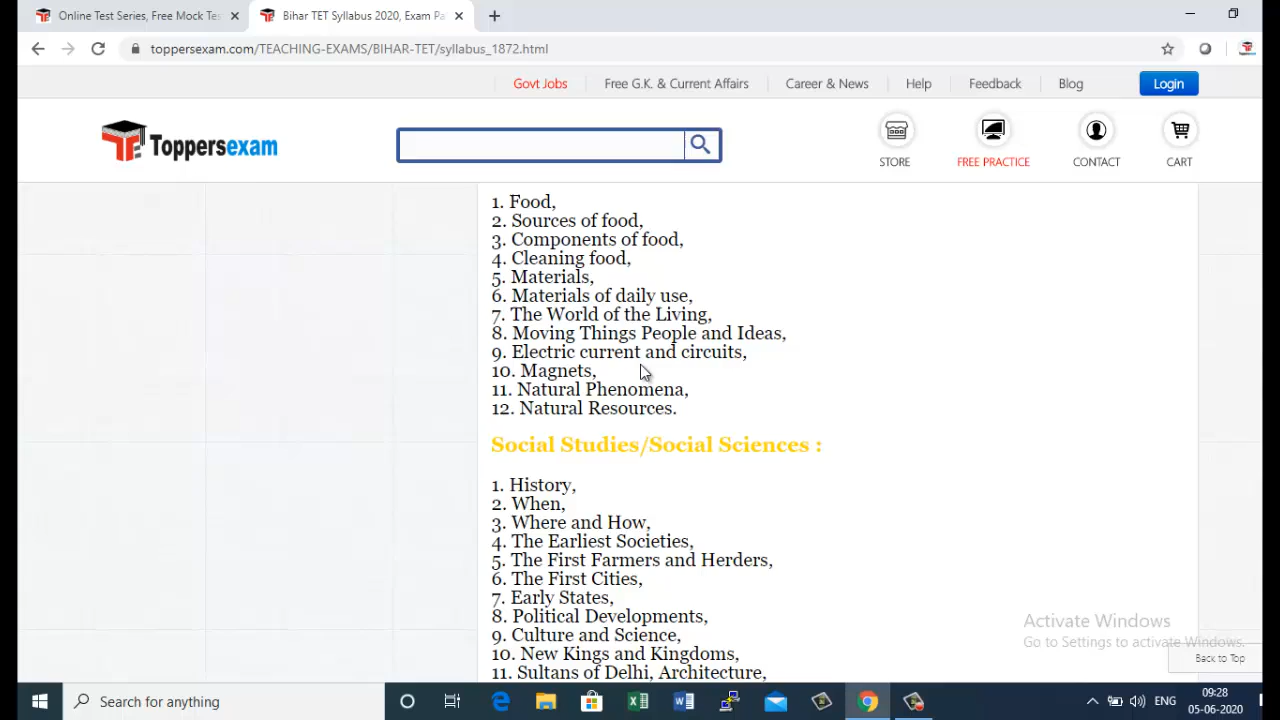 Online Test Series, Free Mock Tes
Bihar TET Syllabus 2020, Exam Pa
toppersexam.com/TEACHING-EXAMS/BIHAR-TET/syllabus_1872.html
Govt Jobs
Free G.K. & Current Affairs
Career & News
Help
Feedback
Blog
Login
Toppersexam
STORE
FREE PRACTICE
CONTACT
CART
1. Food,
2. Sources of food,
3. Components of food,
4. Cleaning food,
5. Materials,
6. Materials of daily use,
7. The World of the Living,
8. Moving Things People and Ideas,
9. Electric current and circuits,
10. Magnets,
11. Natural Phenomena,
12. Natural Resources.
Social Studies/Social Sciences :
1. History,
2. When,
3. Where and How,
4. The Earliest Societies,
5. The First Farmers and Herders,
6. The First Cities,
7. Early States,
8. Political Developments,
9. Culture and Science,
10. New Kings and Kingdoms,
11. Sultans of Delhi, Architecture,
Activate Windows
Go to Settings to activate Windows.
Back to Top
Search for anything
ENG
09:28
05-06-2020